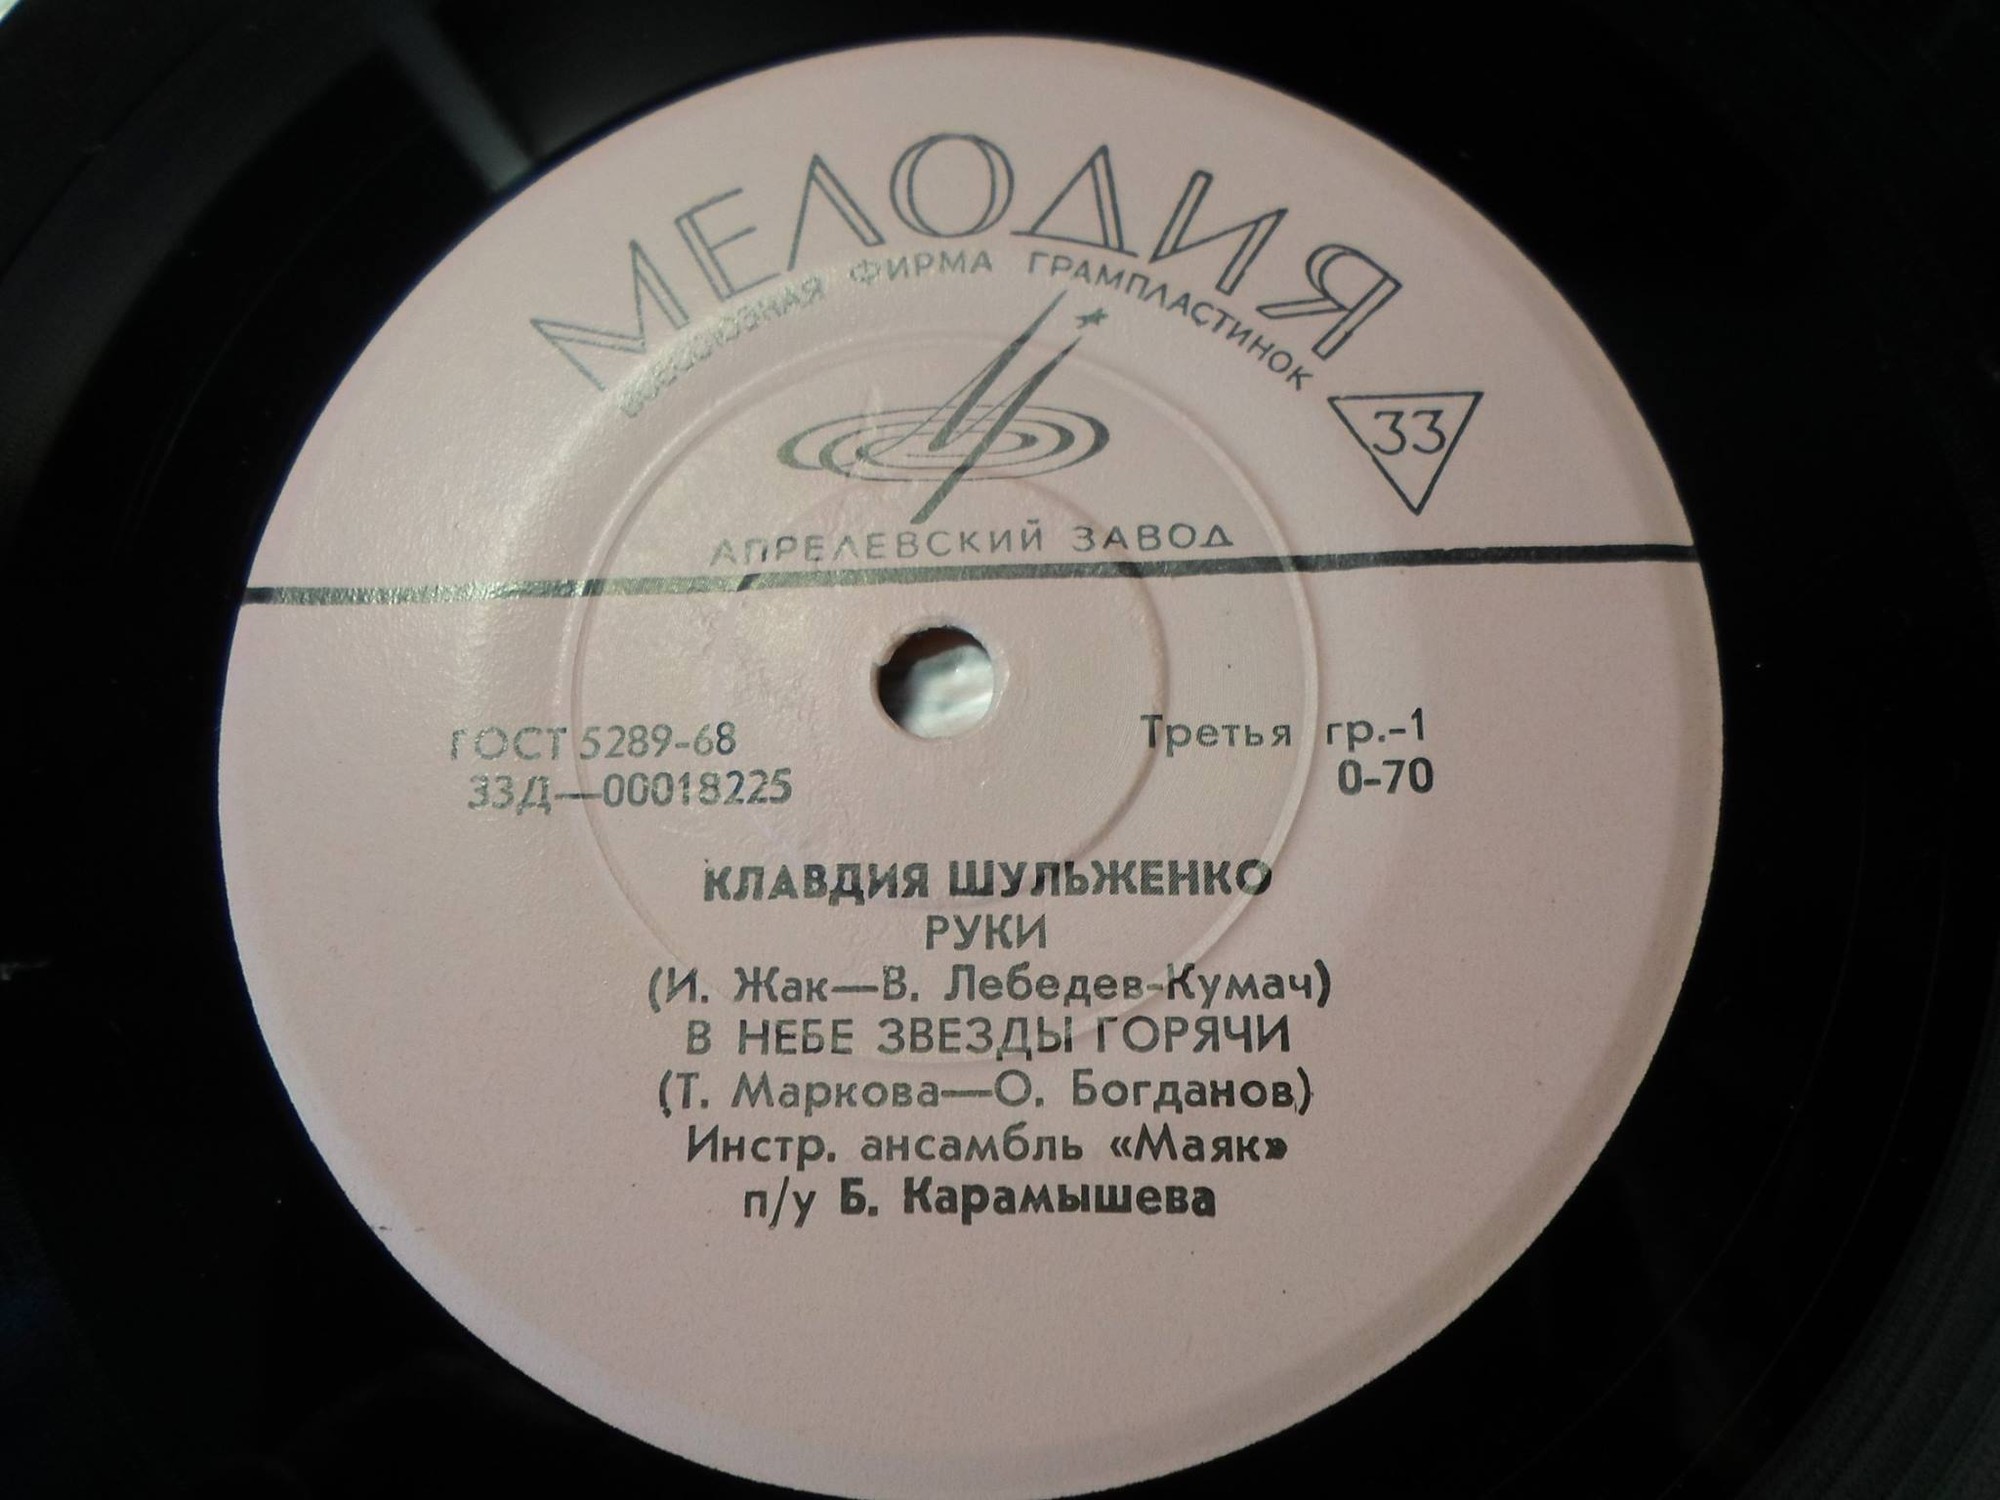 МЕЛОДИЯ
ВСЕСОЮЗНАЯ ФИРМА ГРАМПЛАСТИНОК
33
АПРЕЛЕВСКИЙ ЗАВОД
ГОСТ 5289-68
Третья гр.-1
33Д—00018225
0-70
КЛАВДИЯ ШУЛЬЖЕНКО
РУКИ
(И. Жак—В. Лебедев-Кумач)
В НЕБЕ ЗВЕЗДЫ ГОРЯЧИ
(Т. Маркова—О. Богданов)
Инстр. ансамбль «Маяк»
п/у Б. Карамышева